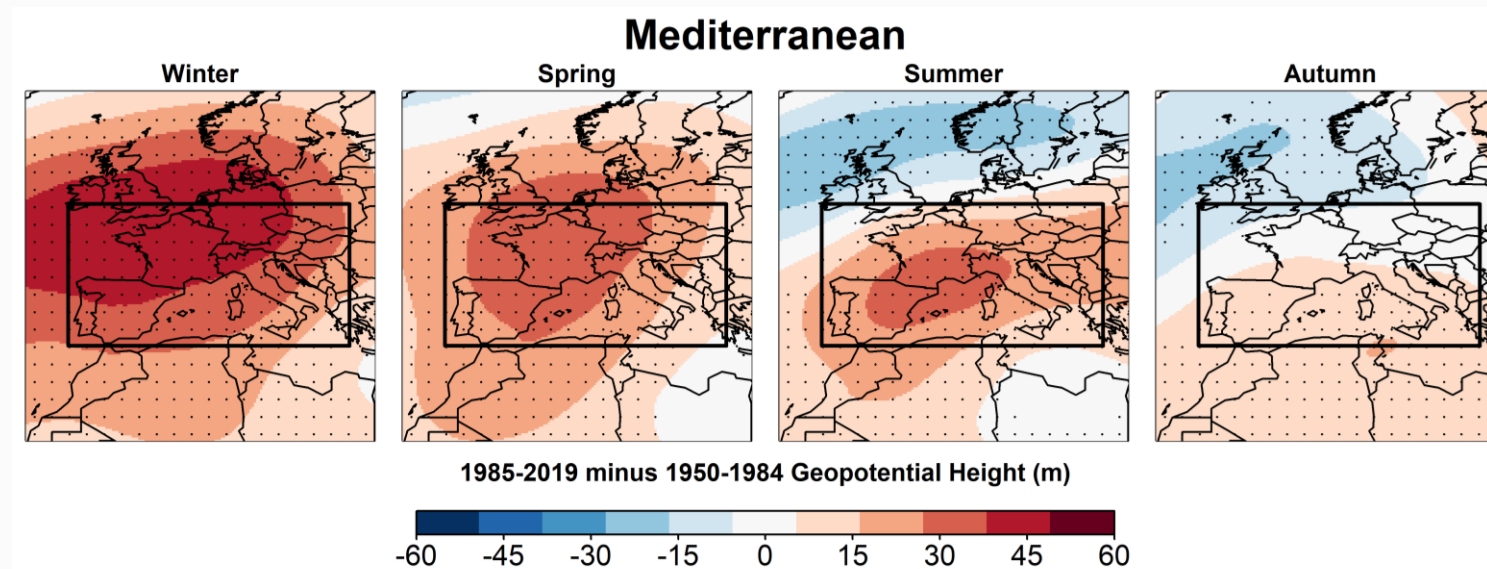 Mediterranean
Winter Spring Summer Autumn
1985-2019 minus 1950-1984 Geopotential Height (m)
-60 -45 -30 -15 0 15 30 45 60